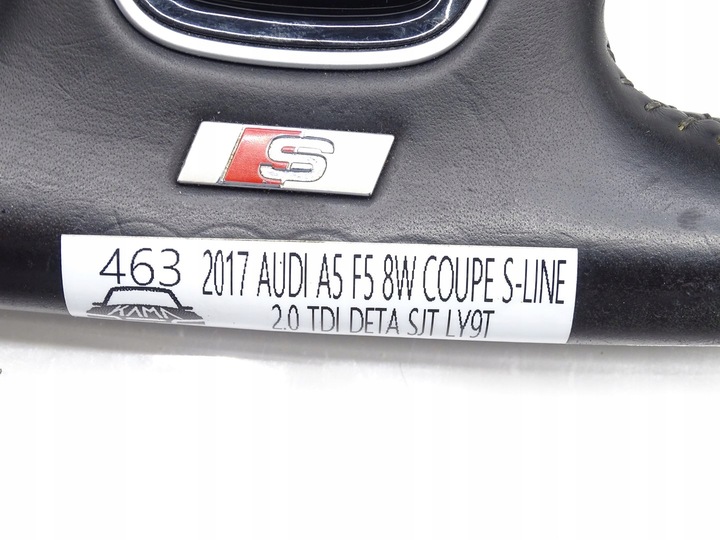 S
463 2017 AUDI A5 F5 8W COUPE S-LINE
KAMA 2.0 TDI DETA SJT LY9T